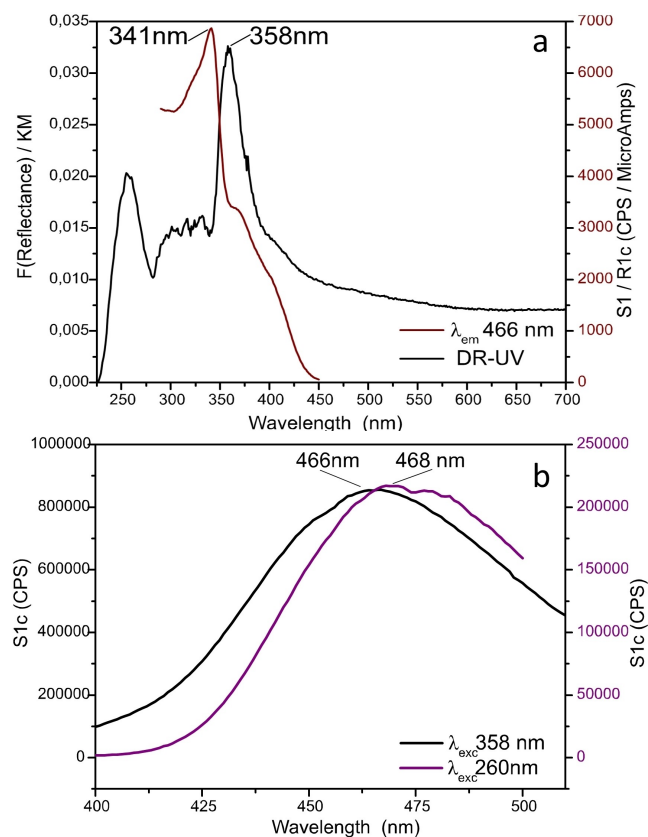 341nm
358nm
a
0,035
0,030
0,025
0,020
0,015
0,010
0,005
0,000
F(Reflectance) / KM
7000
6000
5000
4000
3000
2000
1000
0
S1 / R1c (CPS / MicroAmps)
λem 466 nm
DR-UV
250 300 350 400 450 500 550 600 650 700
Wavelength (nm)
b
466nm
468 nm
1000000
800000
600000
400000
200000
0
S1c (CPS)
250000
200000
150000
100000
50000
0
S1c (CPS)
λexc 358 nm
λexc 260nm
400 425 450 475 500
Wavelength (nm)